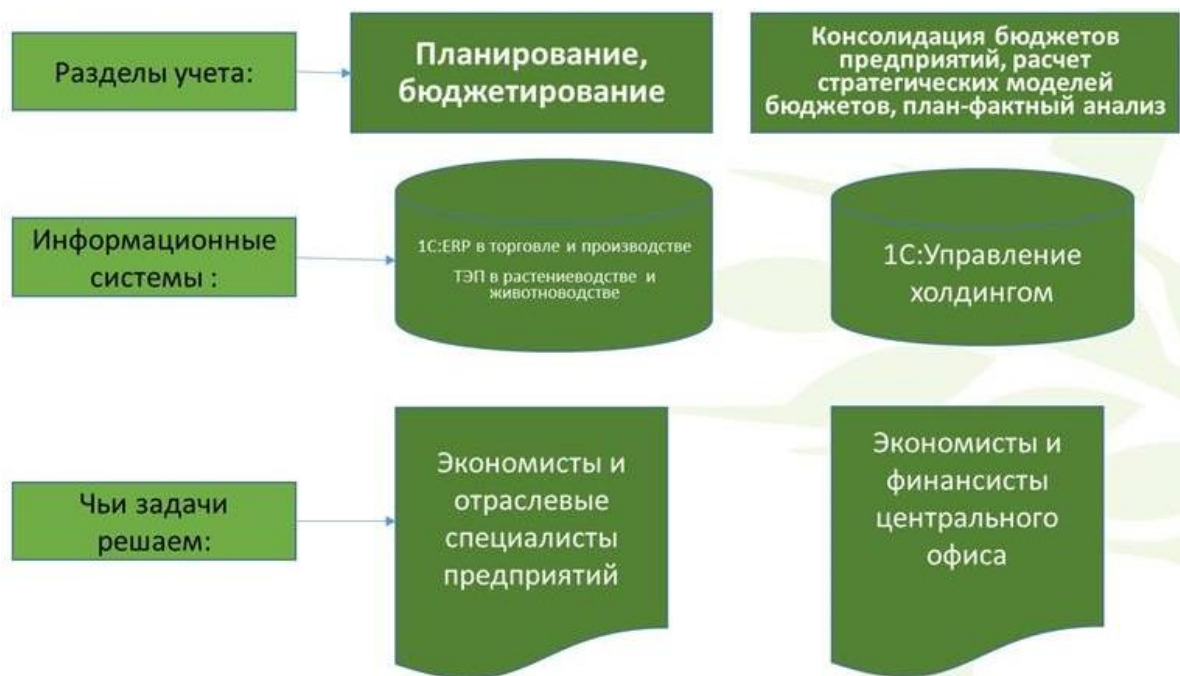 Разделы учета:
Планирование,
бюджетирование
Консолидация бюджетов
предприятий, расчет
стратегических моделей
бюджетов, план-фактный анализ
Информационные
системы :
1С:ERP в торговле и производстве
ТЭП в растениеводстве и
животноводстве
1С:Управление
холдингом
Чьи задачи
решаем:
Экономисты и
отраслевые
специалисты
предприятий
Экономисты и
финансисты
центрального
офиса